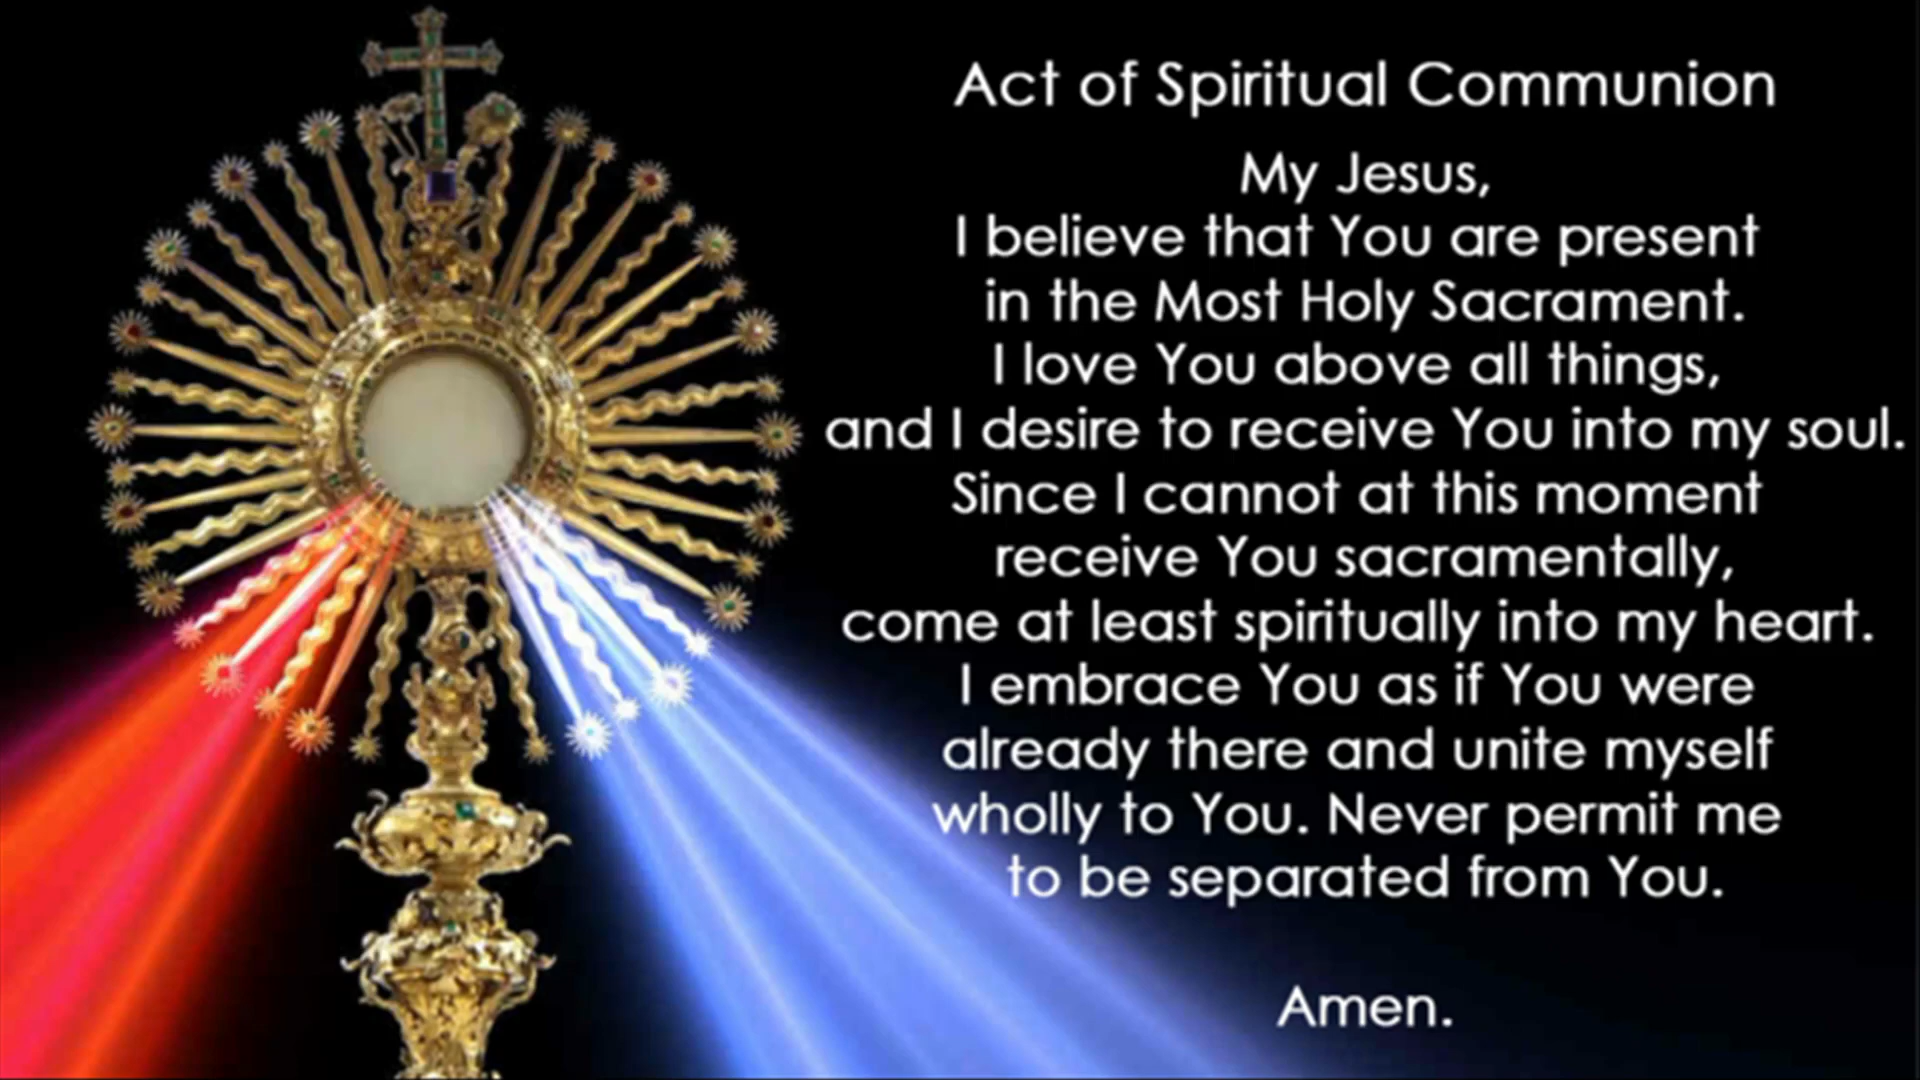 Act of Spiritual Communion
My Jesus,
I believe that You are present
in the Most Holy Sacrament.
I love You above all things,
and I desire to receive You into my soul.
Since I cannot at this moment
receive You sacramentally,
come at least spiritually into my heart.
I embrace You as if You were
already there and unite myself
wholly to You. Never permit me
to be separated from You.
Amen.